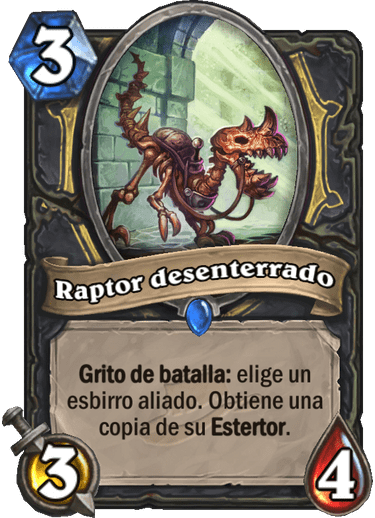 3
Raptor desenterrado
Grito de batalla: elige un
esbirro aliado. Obtiene una
copia de su Estertor.
3
4